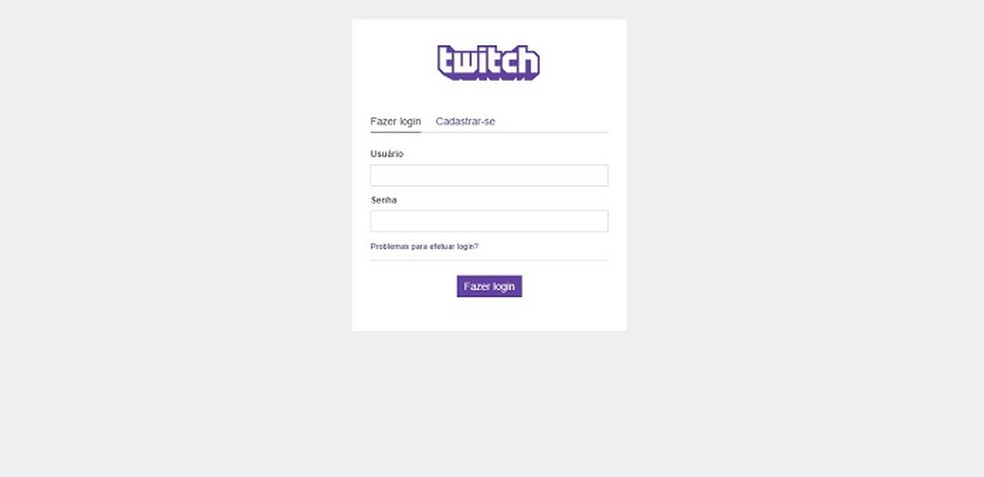 twitch
Fazer login Cadastrar-se
Usuário
Senha
Problemas para efetuar login?
Fazer login